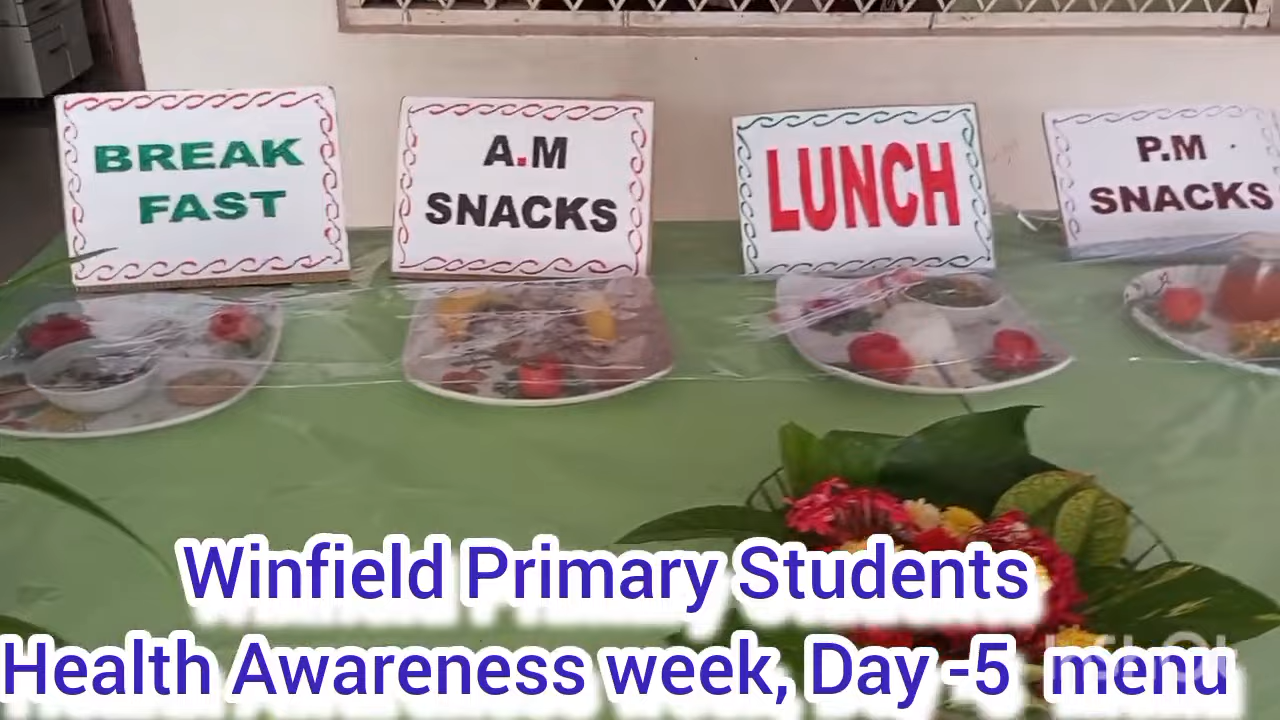 BREAK
FAST
A.M
SNACKS
LUNCH
P.M
SNACKS
Winfield Primary Students
Health Awareness week, Day -5 menu